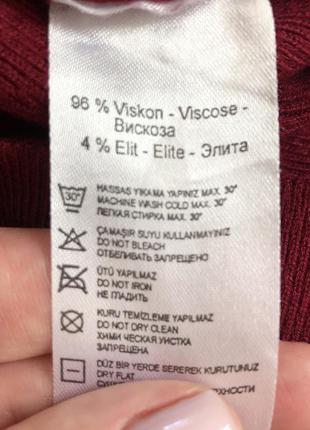 96 % Viskon - Viscose -
Вискоза
4 % Elit - Elite - Элита
30°
HASSAS YIKAMA YAPINIZ MAX. 30°
MACHINE WASH COLD MAX. 30°
ЛЕГКАЯ СТИРКА MAX. 30°
ÇAMAŞIR SUYU KULLANMAYINIZ
DO NOT BLEACH
ОТБЕЛИВАТЬ ЗАПРЕЩЕНО
ÜTÜ YAPILMAZ
DO NOT IRON
НЕ ГЛАДИТЬ
KURU TEMİZLEME YAPILMAZ
DO NOT DRY CLEAN
ХИМИ ЧЕСКАЯ УИСТКА
ЗАПРЕЩЕНА
DÜZ BİR YERDE SEREREK KURUTUNUZ
DRY FLAT